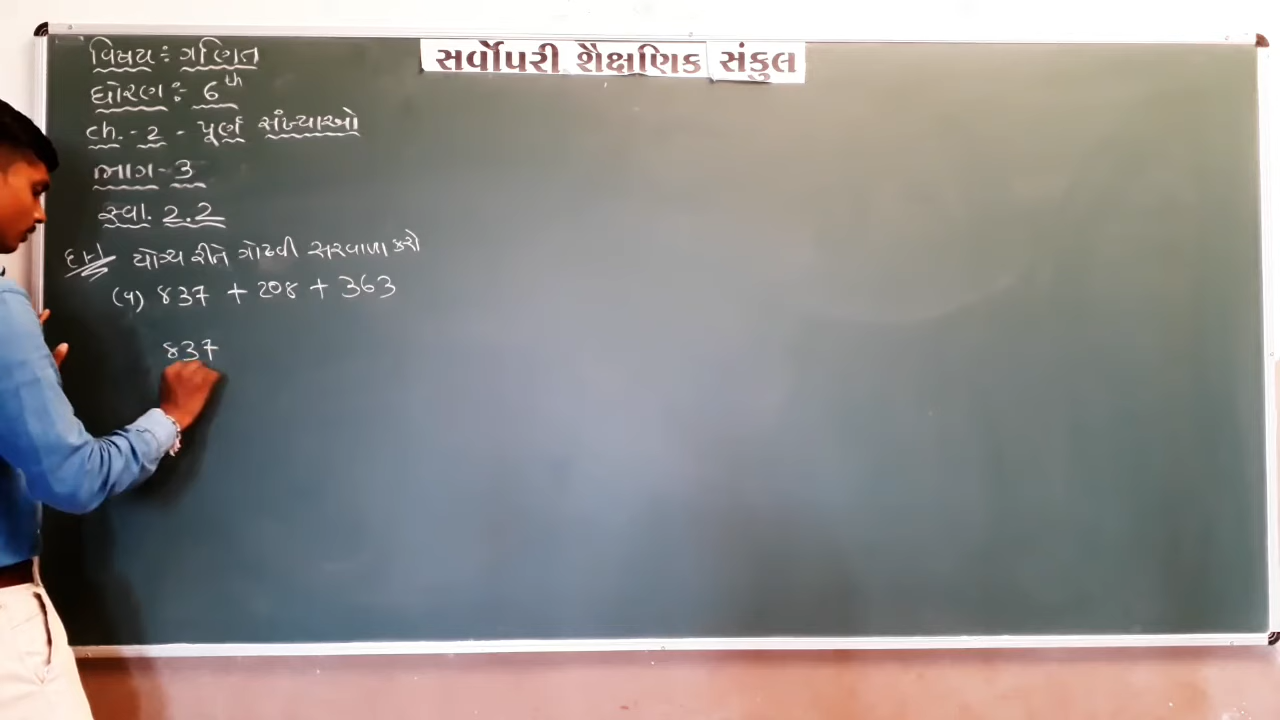 સર્વોપરી શૈક્ષણિક સંકુલ
વિષય : ગણિત
ધોરણ : 6th
ch. - 2 - પૂર્ણ સંખ્યાઓ
ભાગ - 3
સ્વા. 2.2
દા.1 યોગ્ય રીતે ગોઠવી સરવાળા કરો
(૧) 837 + 208 + 363
837